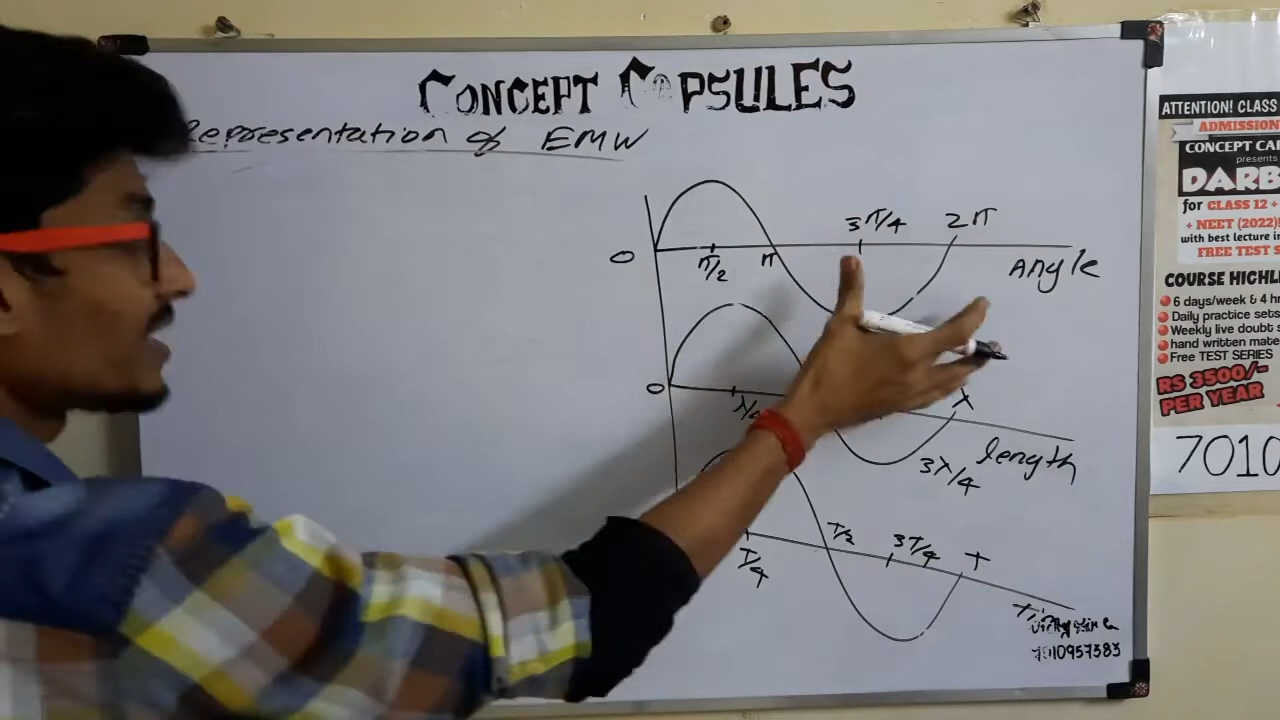 CONCEPT CAPSULES
Representation of EMW
3π/4
2π
0
π/2
π
Angle
0
λ
3λ/4
length
T/2
3T/4
T
T/4
7010957383
ATTENTION! CLASS
ADMISSION
CONCEPT CA
presents
DARB
for CLASS 12 +
+ NEET (2022)
with best lecture in
FREE TEST S
COURSE HIGHLI
6 days/week & 4 h
Daily practice sets
Weekly live doubt s
hand written mate
Free TEST SERIES
RS 3500/-
PER YEAR
7010